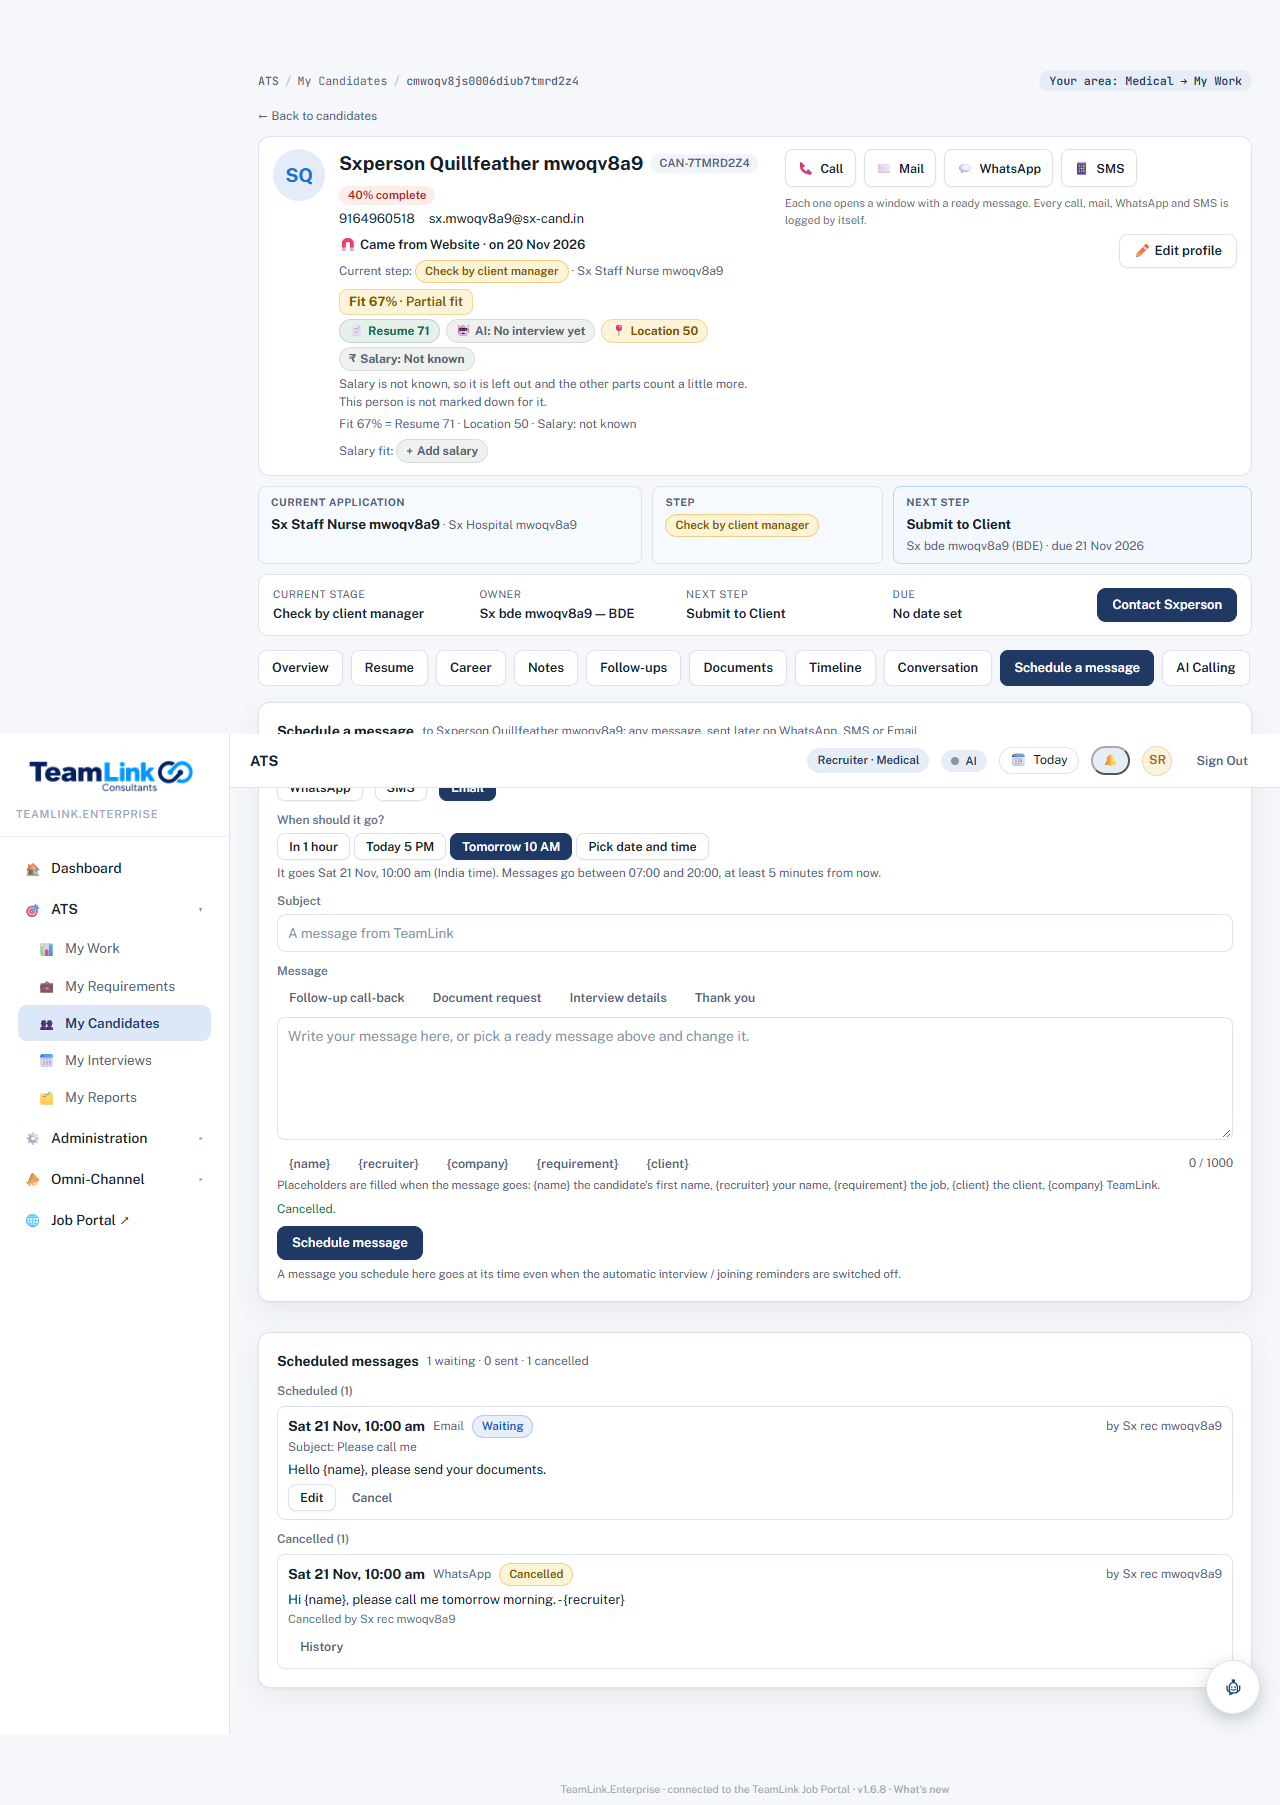 ATS / My Candidates / cmwoqv8js0006diub7tmrd2z4
Your area: Medical → My Work
← Back to candidates
SQ
Sxperson Quillfeather mwoqv8a9 CAN-7TMRD2Z4
40% complete
9164960518 sx.mwoqv8a9@sx-cand.in
Came from Website · on 20 Nov 2026
Current step: Check by client manager · Sx Staff Nurse mwoqv8a9
Fit 67% · Partial fit
Resume 71 AI: No interview yet Location 50
₹ Salary: Not known
Salary is not known, so it is left out and the other parts count a little more.
This person is not marked down for it.
Fit 67% = Resume 71 · Location 50 · Salary: not known
Salary fit: + Add salary
Call Mail WhatsApp SMS
Each one opens a window with a ready message. Every call, mail, WhatsApp and SMS is
logged by itself.
Edit profile
CURRENT APPLICATION
Sx Staff Nurse mwoqv8a9 · Sx Hospital mwoqv8a9
STEP
Check by client manager
NEXT STEP
Submit to Client
Sx bde mwoqv8a9 (BDE) · due 21 Nov 2026
CURRENT STAGE
Check by client manager
OWNER
Sx bde mwoqv8a9 — BDE
NEXT STEP
Submit to Client
DUE
No date set
Contact Sxperson
Overview Resume Career Notes Follow-ups Documents Timeline Conversation Schedule a message AI Calling
Schedule a message to Sxperson Quillfeather mwoqv8a9: any message, sent later on WhatsApp, SMS or Email
TeamLink
Consultants
TEAMLINK.ENTERPRISE
ATS
Recruiter · Medical
AI
Today
SR
Sign Out
Dashboard
ATS
My Work
My Requirements
My Candidates
My Interviews
My Reports
Administration
Omni-Channel
Job Portal ↗
WhatsApp SMS Email
When should it go?
In 1 hour Today 5 PM Tomorrow 10 AM Pick date and time
It goes Sat 21 Nov, 10:00 am (India time). Messages go between 07:00 and 20:00, at least 5 minutes from now.
Subject
A message from TeamLink
Message
Follow-up call-back Document request Interview details Thank you
Write your message here, or pick a ready message above and change it.
{name} {recruiter} {company} {requirement} {client} 0 / 1000
Placeholders are filled when the message goes: {name} the candidate's first name, {recruiter} your name, {requirement} the job, {client} the client, {company} TeamLink.
Cancelled.
Schedule message
A message you schedule here goes at its time even when the automatic interview / joining reminders are switched off.
Scheduled messages 1 waiting · 0 sent · 1 cancelled
Scheduled (1)
Sat 21 Nov, 10:00 am Email Waiting by Sx rec mwoqv8a9
Subject: Please call me
Hello {name}, please send your documents.
Edit Cancel
Cancelled (1)
Sat 21 Nov, 10:00 am WhatsApp Cancelled by Sx rec mwoqv8a9
Hi {name}, please call me tomorrow morning. - {recruiter}
Cancelled by Sx rec mwoqv8a9
History
TeamLink.Enterprise · connected to the TeamLink Job Portal · v1.6.8 · What's new